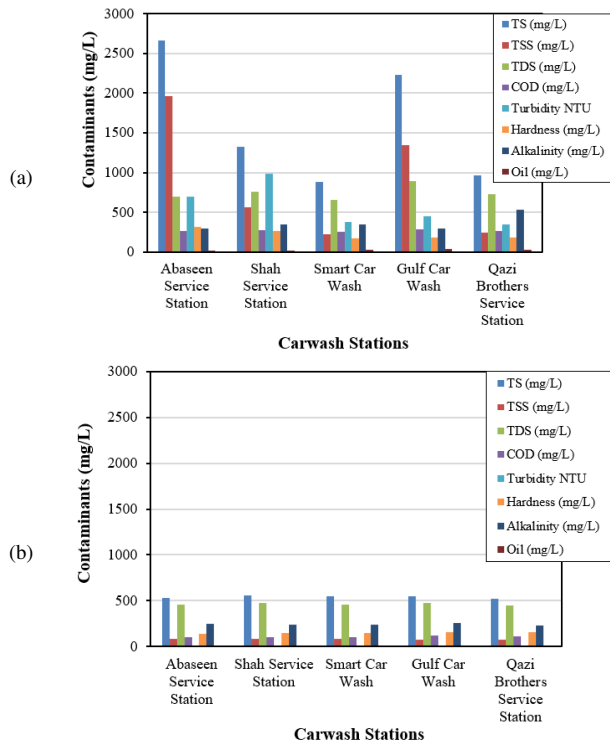 (a)
Contaminants (mg/L)
3000
2500
2000
1500
1000
500
0
TS (mg/L)
TSS (mg/L)
TDS (mg/L)
COD (mg/L)
Turbidity NTU
Hardness (mg/L)
Alkalinity (mg/L)
Oil (mg/L)
Abaseen
Service
Station
Shah
Service
Station
Smart Car
Wash
Gulf Car
Wash
Qazi
Brothers
Service
Station
Carwash Stations
(b)
Contaminants (mg/L)
3000
2500
2000
1500
1000
500
0
TS (mg/L)
TSS (mg/L)
TDS (mg/L)
COD (mg/L)
Turbidity NTU
Hardness (mg/L)
Alkalinity (mg/L)
Oil (mg/L)
Abaseen
Service
Station
Shah Service
Station
Smart Car
Wash
Gulf Car
Wash
Qazi
Brothers
Service
Station
Carwash Stations